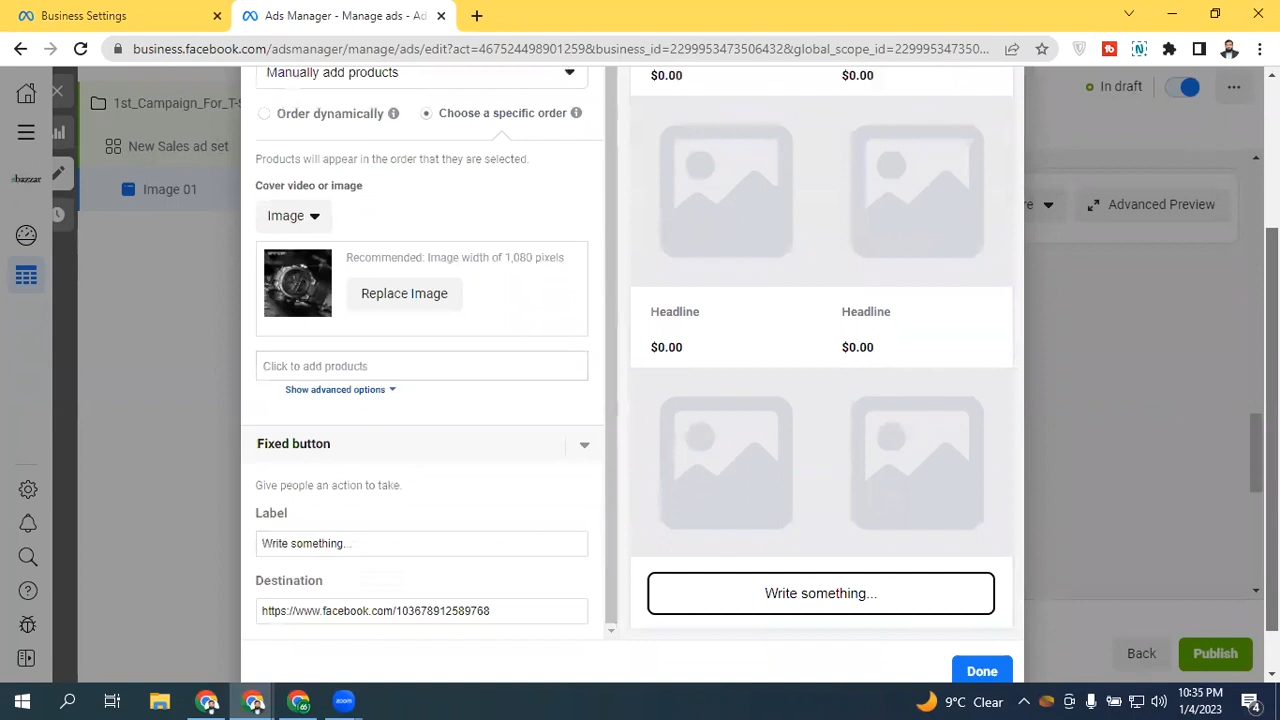 Business Settings
Ads Manager - Manage ads - Ad
business.facebook.com/adsmanager/manage/ads/edit?act=467524498901259&business_id=2299953473506432&global_scope_id=229995347350...
Manually add products
$0.00 $0.00
1st_Campaign_For_T-S
In draft
Order dynamically Choose a specific order
New Sales ad set
Products will appear in the order that they are selected.
ebazzar
Image 01
Cover video or image
re Advanced Preview
Image
Recommended: Image width of 1,080 pixels
Replace Image
Headline Headline
$0.00 $0.00
Click to add products
Show advanced options
Fixed button
Give people an action to take.
Label
Write something...
Destination
Write something...
https://www.facebook.com/103678912589768
Back Publish
Done
zoom
9°C Clear
10:35 PM
1/4/2023
4